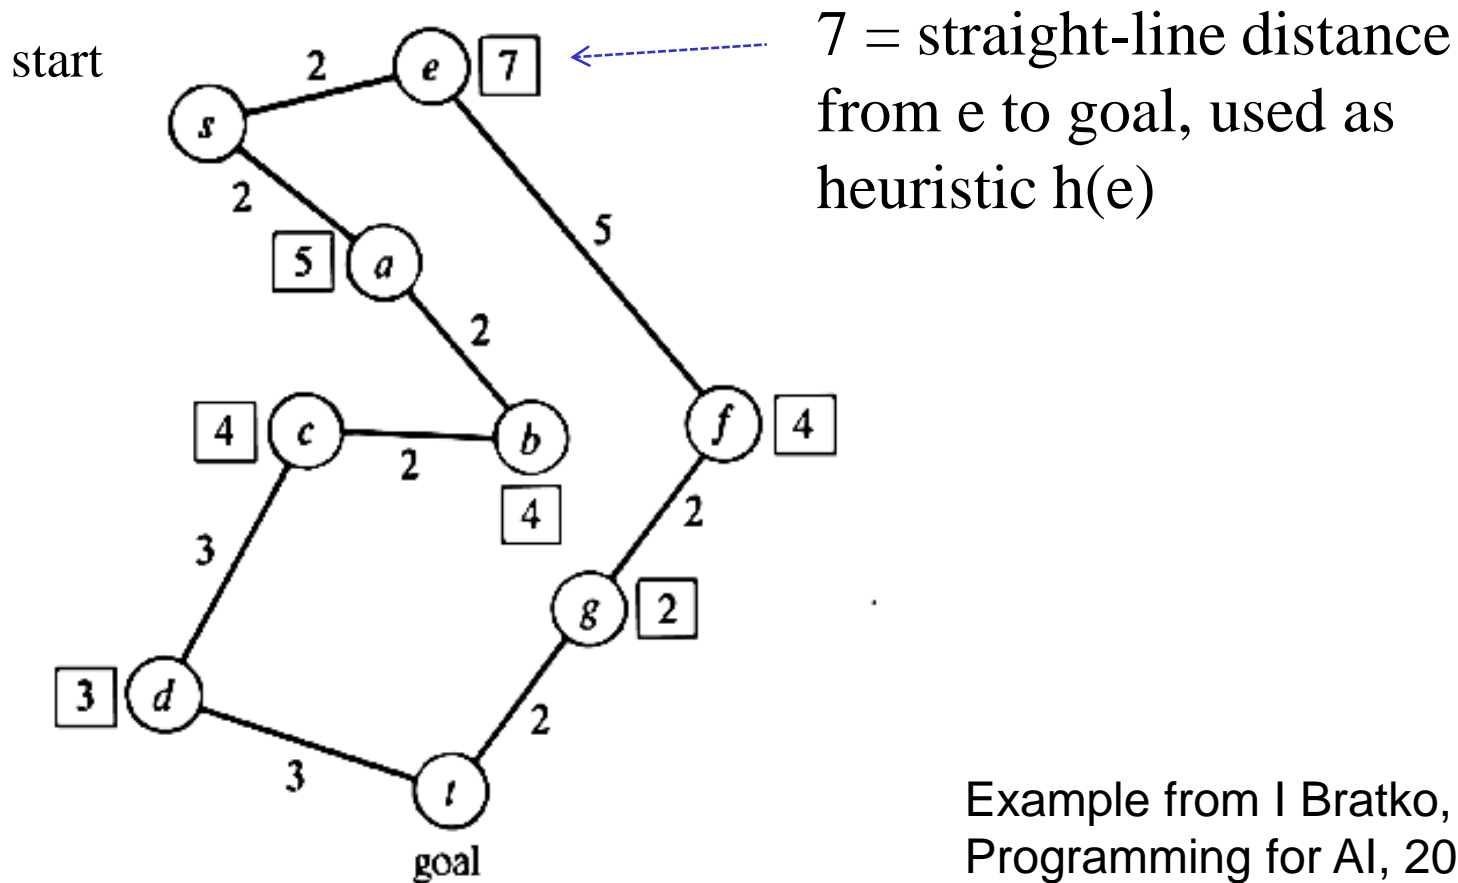 start
7 = straight-line distance
from e to goal, used as
heuristic h(e)
2
e
7
s
2
5
5
a
2
4
c
2
b
4
f
4
3
2
g
2
3
d
2
3
t
goal
Example from I Bratko,
Programming for AI, 20